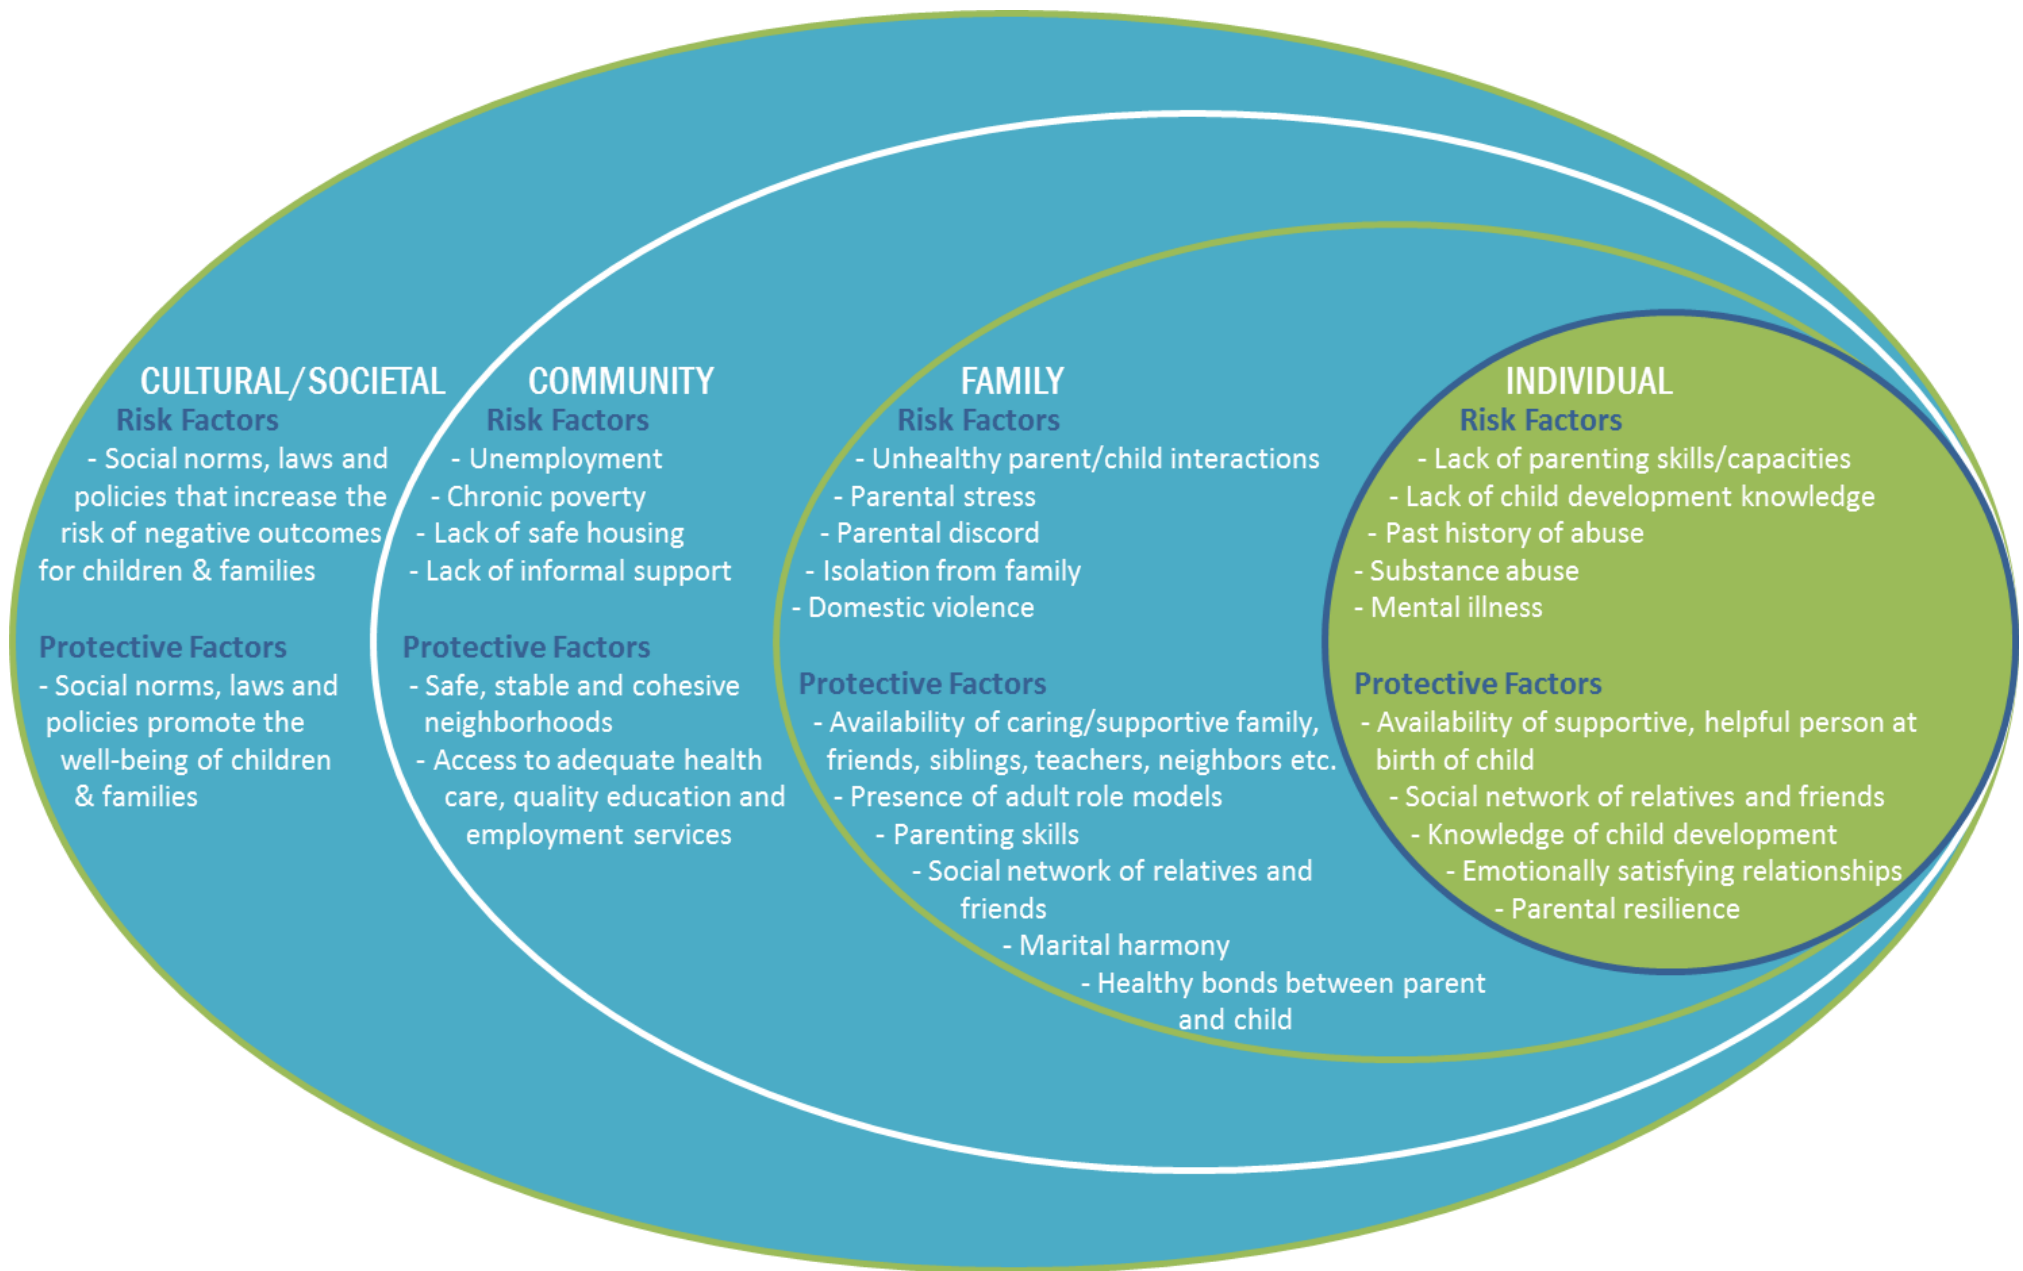 CULTURAL/SOCIETAL
Risk Factors
- Social norms, laws and
policies that increase the
risk of negative outcomes
for children & families
Protective Factors
- Social norms, laws and
policies promote the
well-being of children
& families
COMMUNITY
Risk Factors
- Unemployment
- Chronic poverty
- Lack of safe housing
- Lack of informal support
Protective Factors
- Safe, stable and cohesive
neighborhoods
- Access to adequate health
care, quality education and
employment services
FAMILY
Risk Factors
- Unhealthy parent/child interactions
- Parental stress
- Parental discord
- Isolation from family
- Domestic violence
Protective Factors
- Availability of caring/supportive family,
friends, siblings, teachers, neighbors etc.
- Presence of adult role models
- Parenting skills
- Social network of relatives and
friends
- Marital harmony
- Healthy bonds between parent
and child
INDIVIDUAL
Risk Factors
- Lack of parenting skills/capacities
- Lack of child development knowledge
- Past history of abuse
- Substance abuse
- Mental illness
Protective Factors
- Availability of supportive, helpful person at
birth of child
- Social network of relatives and friends
- Knowledge of child development
- Emotionally satisfying relationships
- Parental resilience